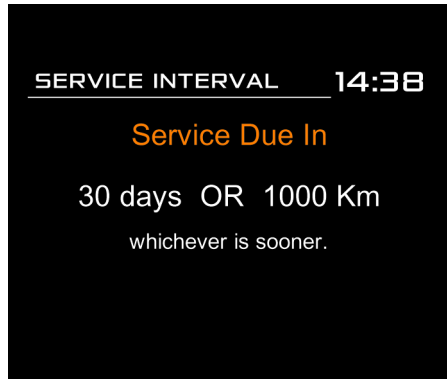 SERVICE INTERVAL 14:38
Service Due In
30 days OR 1000 Km
whichever is sooner.